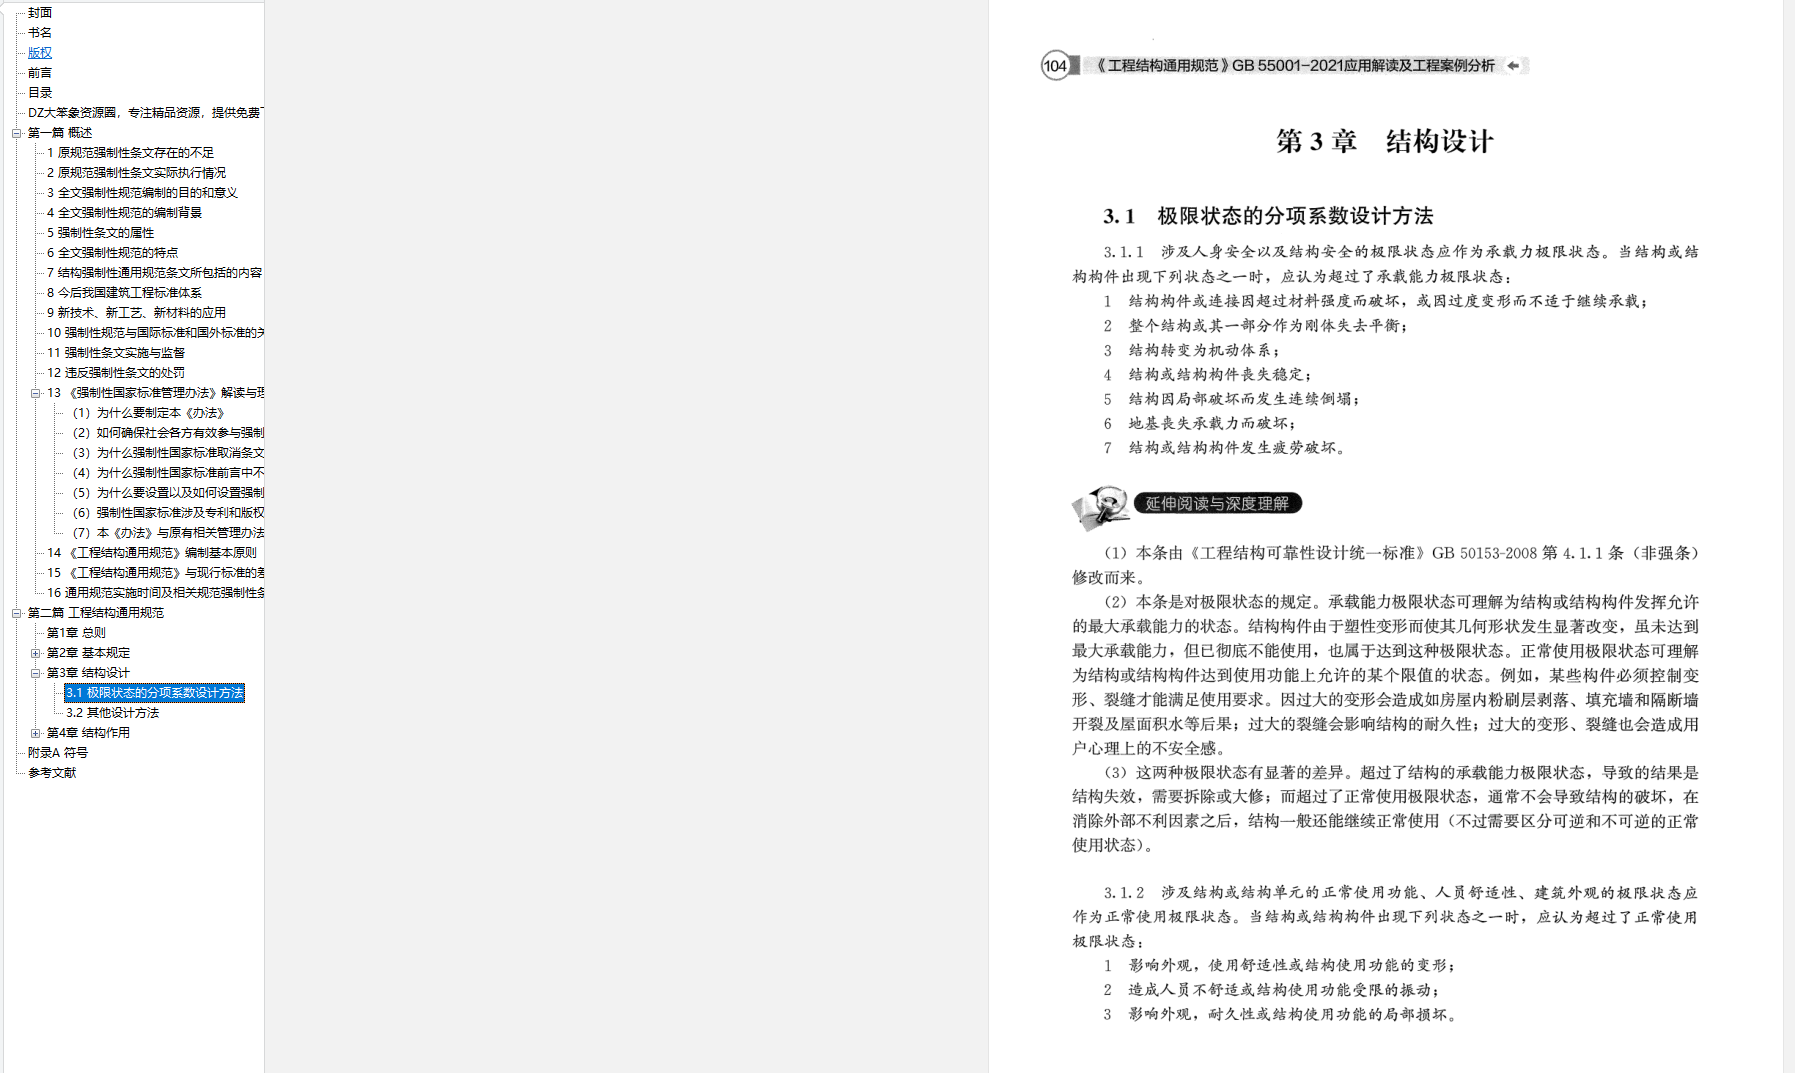 封面
书名
版权
前言
目录
DZ大笨象资源圈，专注精品资源，提供免费
第一篇 概述
1 原规范强制性条文存在的不足
2 原规范强制性条文实际执行情况
3 全文强制性规范编制的目的和意义
4 全文强制性规范的编制背景
5 强制性条文的属性
6 全文强制性规范的特点
7 结构强制性通用规范条文所包括的内容
8 今后我国建筑工程标准体系
9 新技术、新工艺、新材料的应用
10 强制性规范与国际标准和国外标准的关
11 强制性条文实施与监督
12 违反强制性条文的处罚
13 《强制性国家标准管理办法》解读与理
（1）为什么要制定本《办法》
（2）如何确保社会各方有效参与强制
（3）为什么强制性国家标准取消条文
（4）为什么强制性国家标准前言中不
（5）为什么要设置以及如何设置强制
（6）强制性国家标准涉及专利和版权
（7）本《办法》与原有相关管理办法
14 《工程结构通用规范》编制基本原则
15 《工程结构通用规范》与现行标准的差
16 通用规范实施时间及相关规范强制性条
第二篇 工程结构通用规范
第1章 总则
第2章 基本规定
第3章 结构设计
3.1 极限状态的分项系数设计方法
3.2 其他设计方法
第4章 结构作用
附录A 符号
参考文献
104 《工程结构通用规范》GB 55001-2021应用解读及工程案例分析
第 3 章 结构设计
3.1 极限状态的分项系数设计方法
3.1.1 涉及人身安全以及结构安全的极限状态应作为承载力极限状态。当结构或结
构构件出现下列状态之一时，应认为超过了承载能力极限状态：
1 结构构件或连接因超过材料强度而破坏，或因过度变形而不适于继续承载；
2 整个结构或其一部分作为刚体失去平衡；
3 结构转变为机动体系；
4 结构或结构构件丧失稳定；
5 结构因局部破坏而发生连续倒塌；
6 地基丧失承载力而破坏；
7 结构或结构构件发生疲劳破坏。
延伸阅读与深度理解
（1）本条由《工程结构可靠性设计统一标准》GB 50153-2008 第 4.1.1 条（非强条）
修改而来。
（2）本条是对极限状态的规定。承载能力极限状态可理解为结构或结构构件发挥允许
的最大承载能力的状态。结构构件由于塑性变形而使其几何形状发生显著改变，虽未达到
最大承载能力，但已彻底不能使用，也属于达到这种极限状态。正常使用极限状态可理解
为结构或结构构件达到使用功能上允许的某个限值的状态。例如，某些构件必须控制变
形、裂缝才能满足使用要求。因过大的变形会造成如房屋内粉刷层剥落、填充墙和隔断墙
开裂及屋面积水等后果；过大的裂缝会影响结构的耐久性；过大的变形、裂缝也会造成用
户心理上的不安全感。
（3）这两种极限状态有显著的差异。超过了结构的承载能力极限状态，导致的结果是
结构失效，需要拆除或大修；而超过了正常使用极限状态，通常不会导致结构的破坏，在
消除外部不利因素之后，结构一般还能继续正常使用（不过需要区分可逆和不可逆的正常
使用状态）。
3.1.2 涉及结构或结构单元的正常使用功能、人员舒适性、建筑外观的极限状态应
作为正常使用极限状态。当结构或结构构件出现下列状态之一时，应认为超过了正常使用
极限状态：
1 影响外观，使用舒适性或结构使用功能的变形；
2 造成人员不舒适或结构使用功能受限的振动；
3 影响外观，耐久性或结构使用功能的局部损坏。